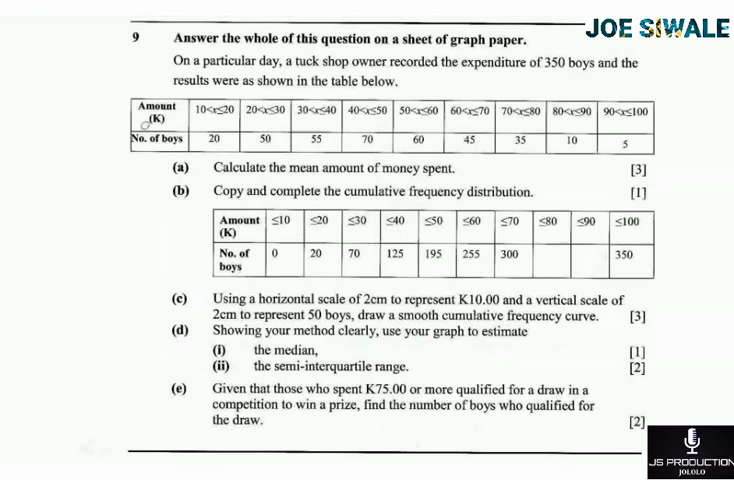 JOE SIWALE
9 Answer the whole of this question on a sheet of graph paper.
On a particular day, a tuck shop owner recorded the expenditure of 350 boys and the
results were as shown in the table below.
Amount (K) 10<x≤20 20<x≤30 30<x≤40 40<x≤50 50<x≤60 60<x≤70 70<x≤80 80<x≤90 90<x≤100
No. of boys 20 50 55 70 60 45 35 10 5
(a) Calculate the mean amount of money spent. [3]
(b) Copy and complete the cumulative frequency distribution. [1]
Amount (K) ≤10 ≤20 ≤30 ≤40 ≤50 ≤60 ≤70 ≤80 ≤90 ≤100
No. of boys 0 20 70 125 195 255 300 350
(c) Using a horizontal scale of 2cm to represent K10.00 and a vertical scale of
2cm to represent 50 boys, draw a smooth cumulative frequency curve. [3]
(d) Showing your method clearly, use your graph to estimate
(i) the median, [1]
(ii) the semi-interquartile range. [2]
(e) Given that those who spent K75.00 or more qualified for a draw in a
competition to win a prize, find the number of boys who qualified for
the draw. [2]
JS PRODUCTION
JOLOLO